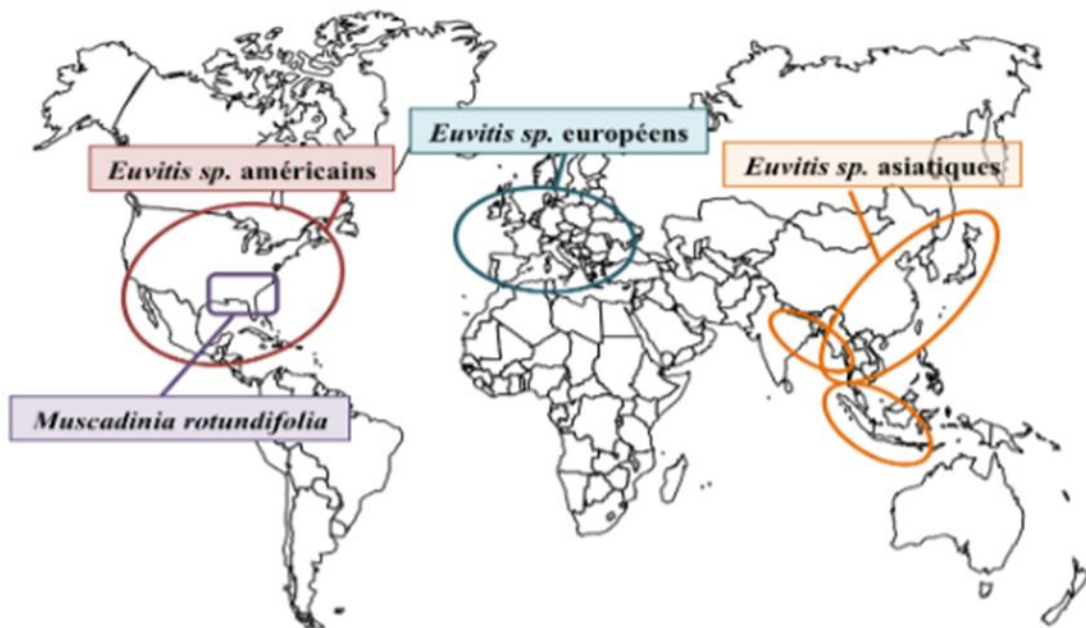 Euvitis sp. européens
Euvitis sp. américains
Euvitis sp. asiatiques
Muscadinia rotundifolia